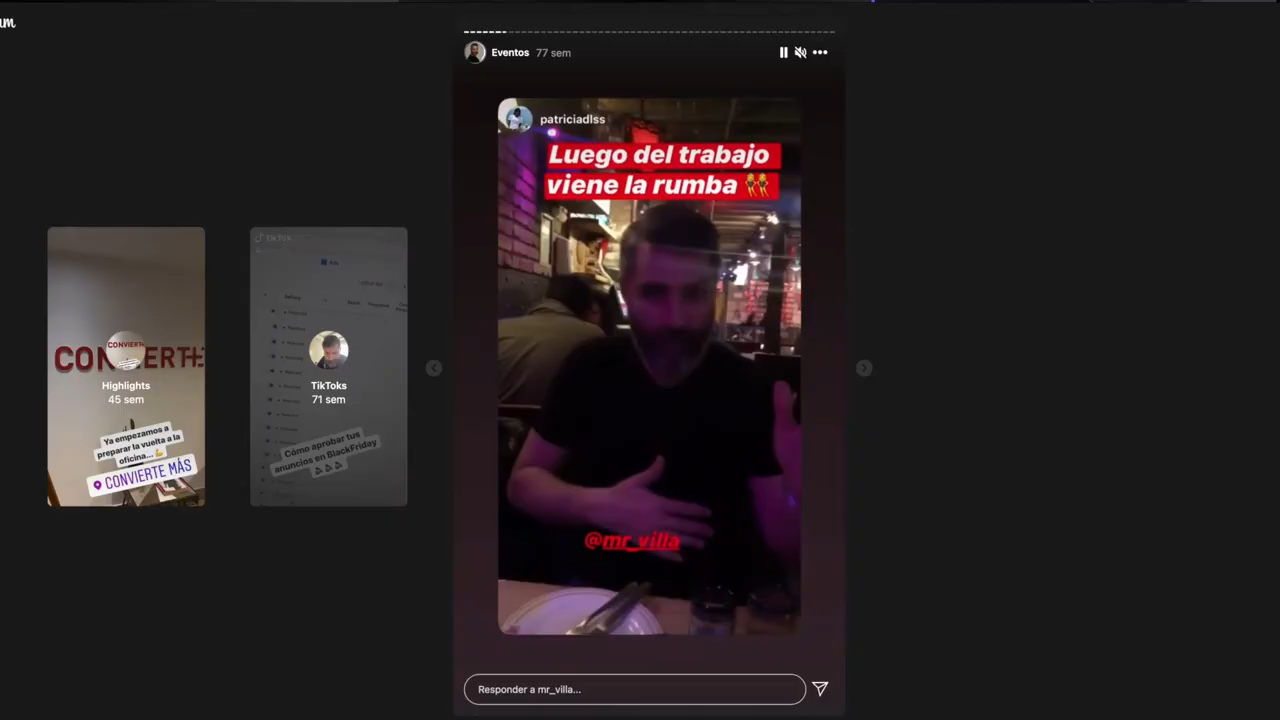 um
Eventos 77 sem
patriciadlss
Luego del trabajo
viene la rumba
@mr_villa
Responder a mr_villa...
CONVIERTE
Highlights
45 sem
Ya empezamos a
preparar la vuelta a la
oficina...
CONVIERTE MÁS
TikToks
71 sem
Cómo aprobar tus
anuncios en BlackFriday